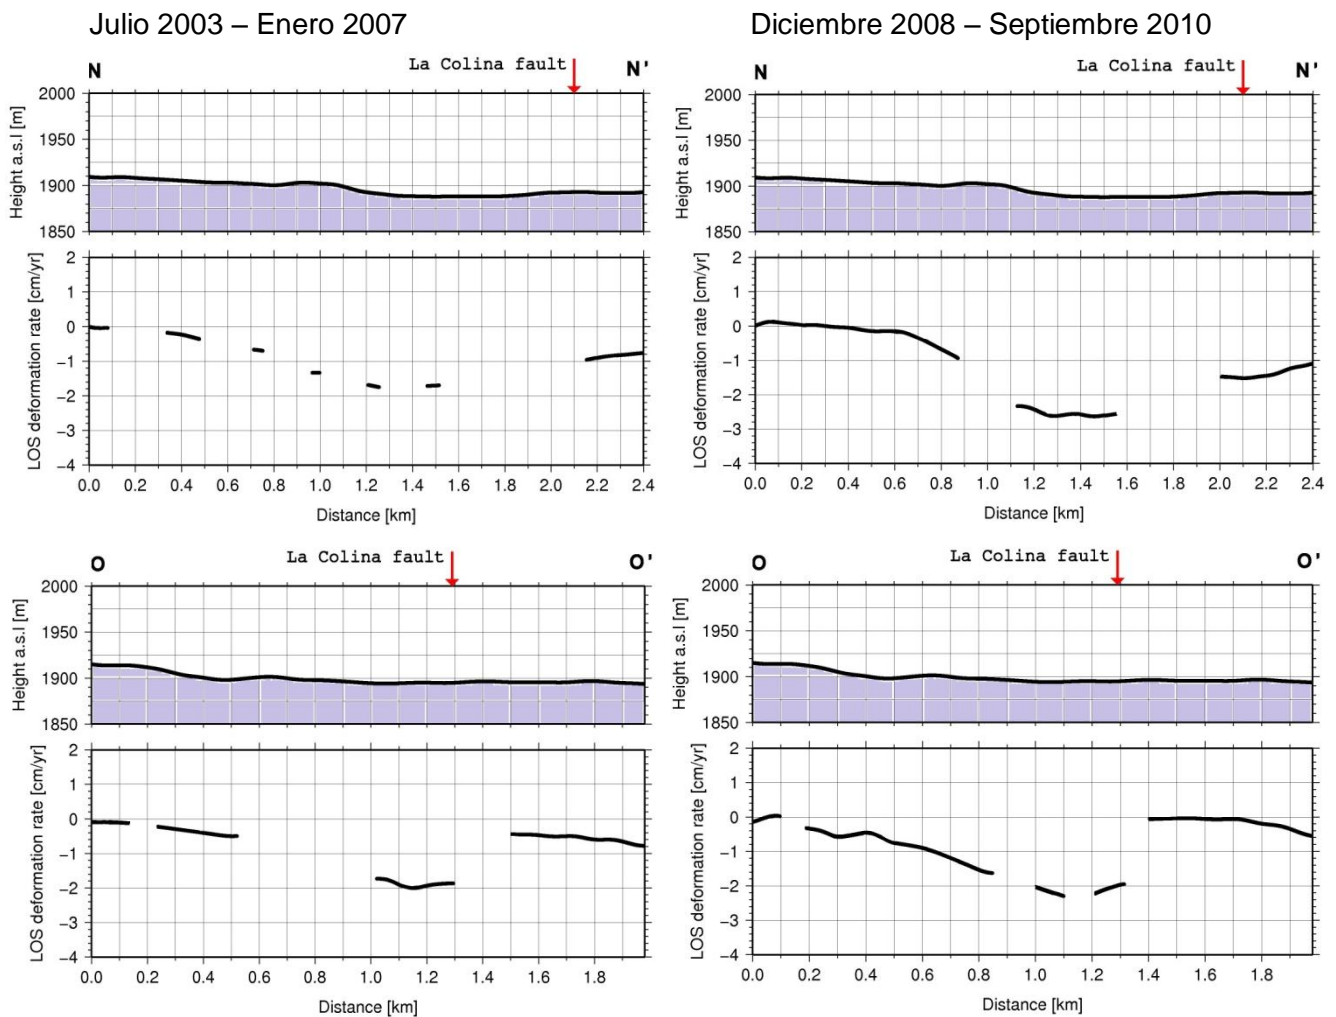 Julio 2003 – Enero 2007
Diciembre 2008 – Septiembre 2010
N
La Colina fault
N'
2000
1950
1900
1850
Height a.s.l [m]
2
1
0
−1
−2
−3
−4
LOS deformation rate [cm/yr]
0.0 0.2 0.4 0.6 0.8 1.0 1.2 1.4 1.6 1.8 2.0 2.2 2.4
Distance [km]
N
La Colina fault
N'
2000
1950
1900
1850
Height a.s.l [m]
2
1
0
−1
−2
−3
−4
LOS deformation rate [cm/yr]
0.0 0.2 0.4 0.6 0.8 1.0 1.2 1.4 1.6 1.8 2.0 2.2 2.4
Distance [km]
O
La Colina fault
O'
2000
1950
1900
1850
Height a.s.l [m]
2
1
0
−1
−2
−3
−4
LOS deformation rate [cm/yr]
0.0 0.2 0.4 0.6 0.8 1.0 1.2 1.4 1.6 1.8
Distance [km]
O
La Colina fault
O'
2000
1950
1900
1850
Height a.s.l [m]
2
1
0
−1
−2
−3
−4
LOS deformation rate [cm/yr]
0.0 0.2 0.4 0.6 0.8 1.0 1.2 1.4 1.6 1.8
Distance [km]